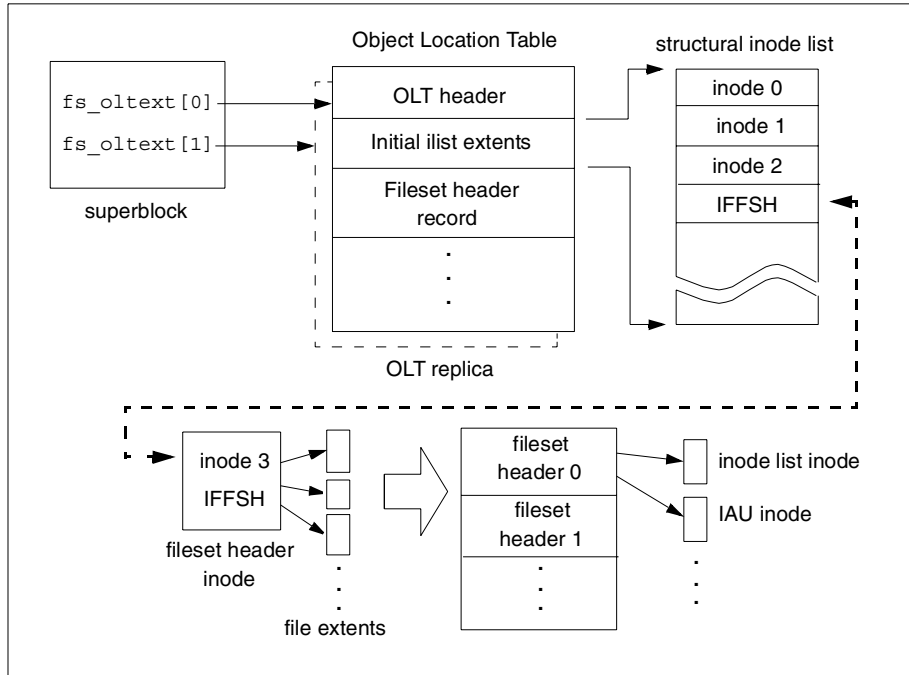 Object Location Table
structural inode list
fs_oltext[0]
fs_oltext[1]
superblock
OLT header
Initial ilist extents
Fileset header
record
OLT replica
inode 0
inode 1
inode 2
IFFSH
inode 3
IFFSH
fileset header
inode
file extents
fileset
header 0
fileset
header 1
inode list inode
IAU inode